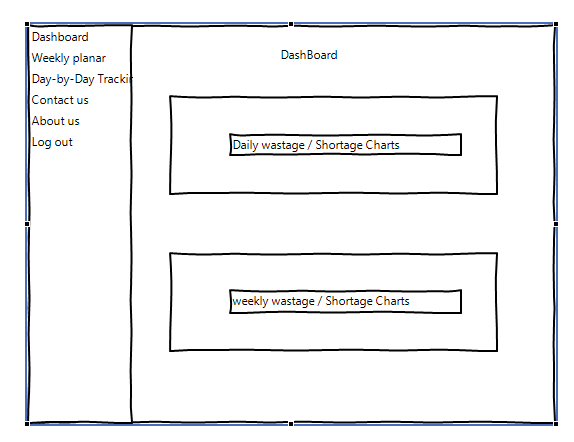 Dashboard
Weekly planar
Day-by-Day Trackin
Contact us
About us
Log out
DashBoard
Daily wastage / Shortage Charts
weekly wastage / Shortage Charts